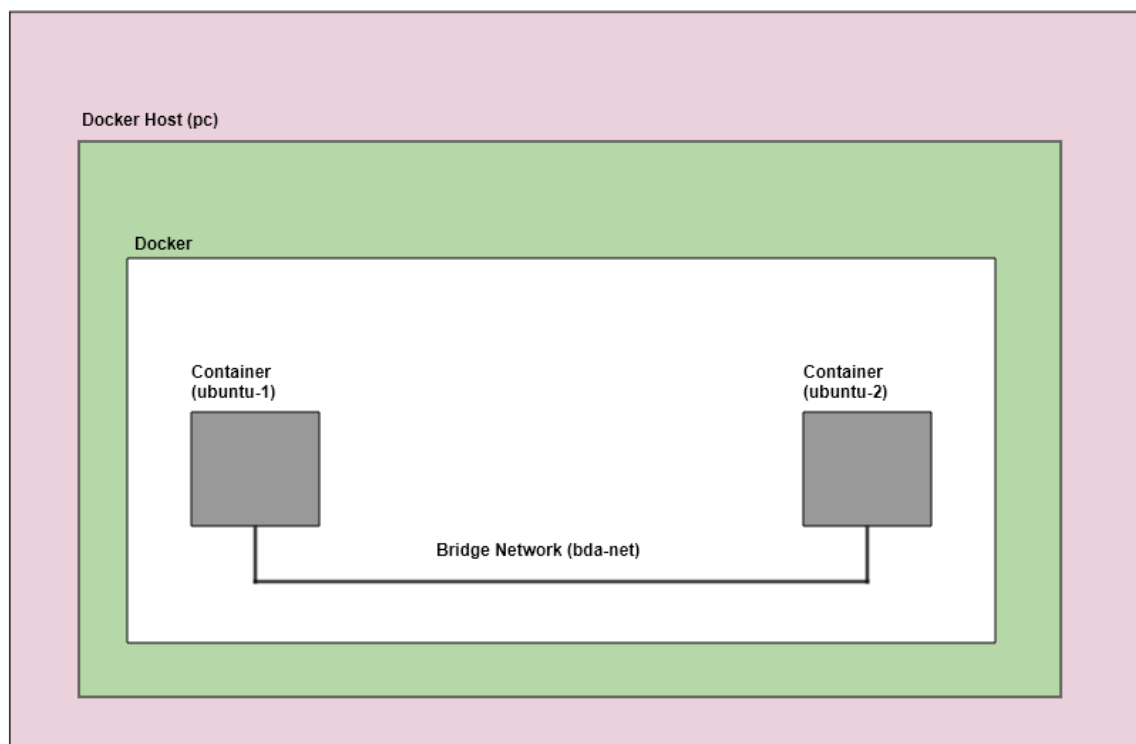 Docker Host (pc)
Docker
Container
(ubuntu-1)
Container
(ubuntu-2)
Bridge Network (bda-net)